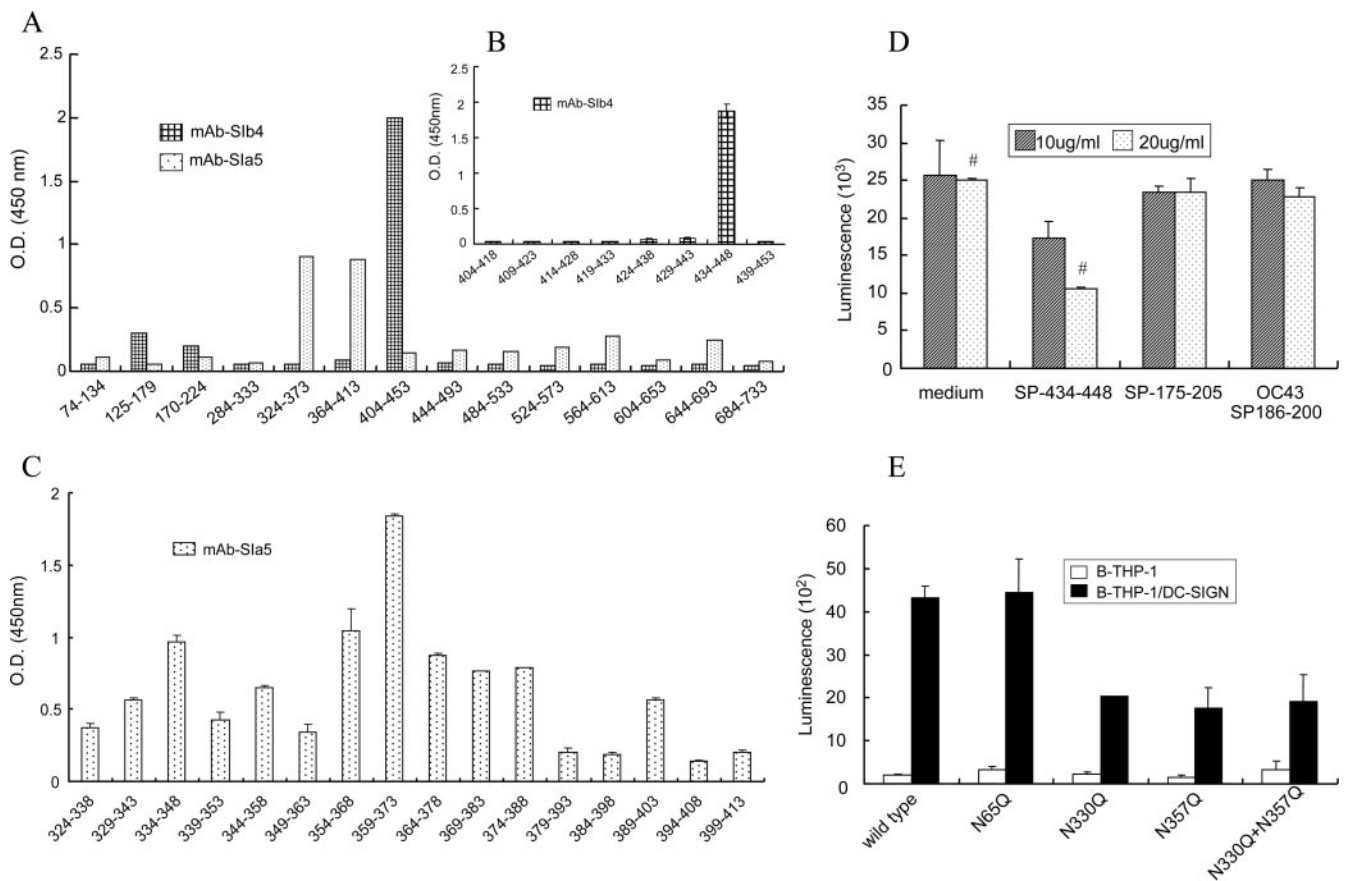 A
O.D. (450 nm)
2.5
2
1.5
1
0.5
0
mAb-SIb4
mAb-SIa5
74-134
125-179
170-224
284-333
324-373
364-413
404-453
444-493
484-533
524-573
564-613
604-653
644-693
684-733
B
O.D. (450nm)
2.5
2
1.5
1
0.5
0
mAb-SIb4
404-418
409-423
414-428
419-433
424-438
429-443
434-448
439-453
C
O.D. (450nm)
2
1.5
1
0.5
0
mAb-SIa5
324-338
329-343
334-348
339-353
344-358
349-363
354-368
359-373
364-378
369-383
374-388
379-393
384-398
389-403
394-408
399-413
D
Luminescence (10³)
35
30
25
20
15
10
5
0
10ug/ml
20ug/ml
#
#
medium
SP-434-448
SP-175-205
OC43
SP186-200
E
Luminescence (10²)
60
50
40
30
20
10
0
B-THP-1
B-THP-1/DC-SIGN
wild type
N65Q
N330Q
N357Q
N330Q+N357Q